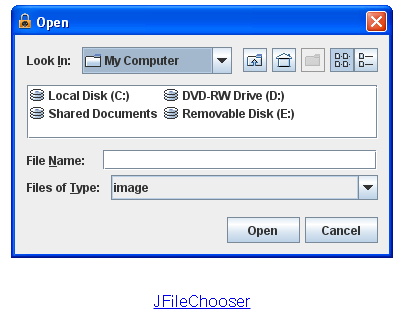 Open
Look In: My Computer
Local Disk (C:) DVD-RW Drive (D:)
Shared Documents Removable Disk (E:)
File Name:
Files of Type: image
Open Cancel
JFileChooser